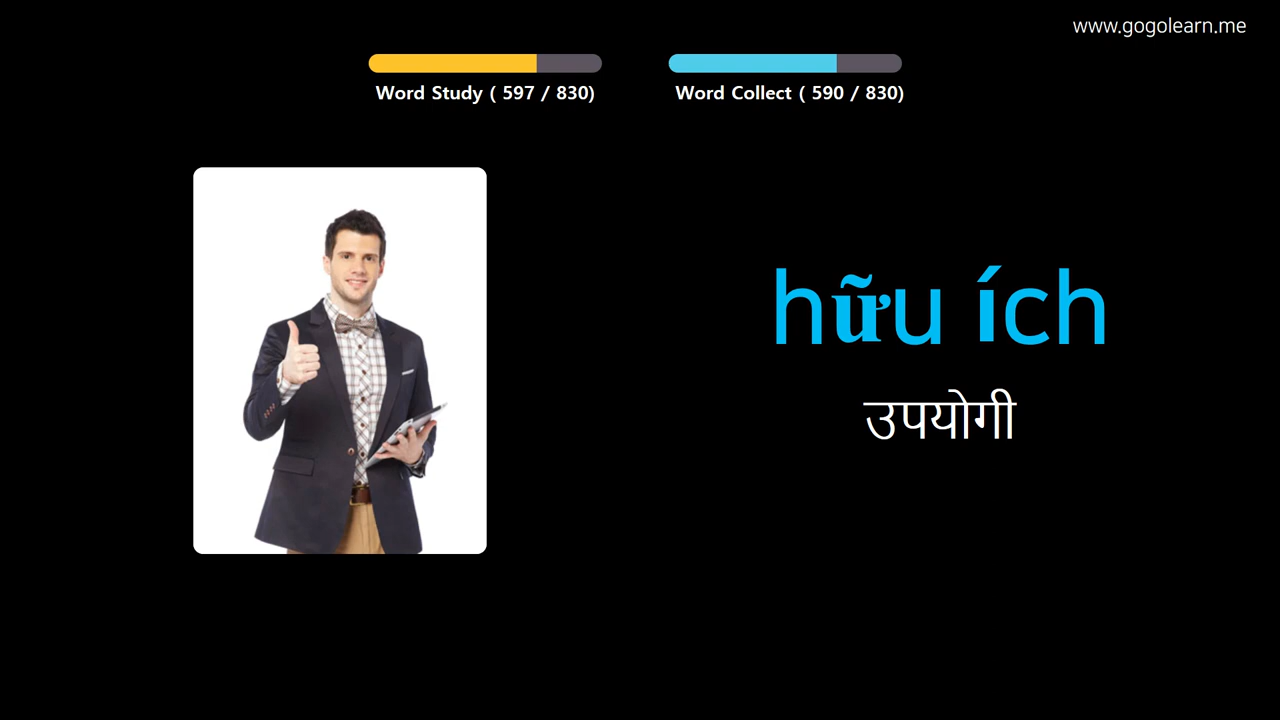 www.gogolearn.me
Word Study ( 597 / 830)
Word Collect ( 590 / 830)
hữu ích
उपयोगी